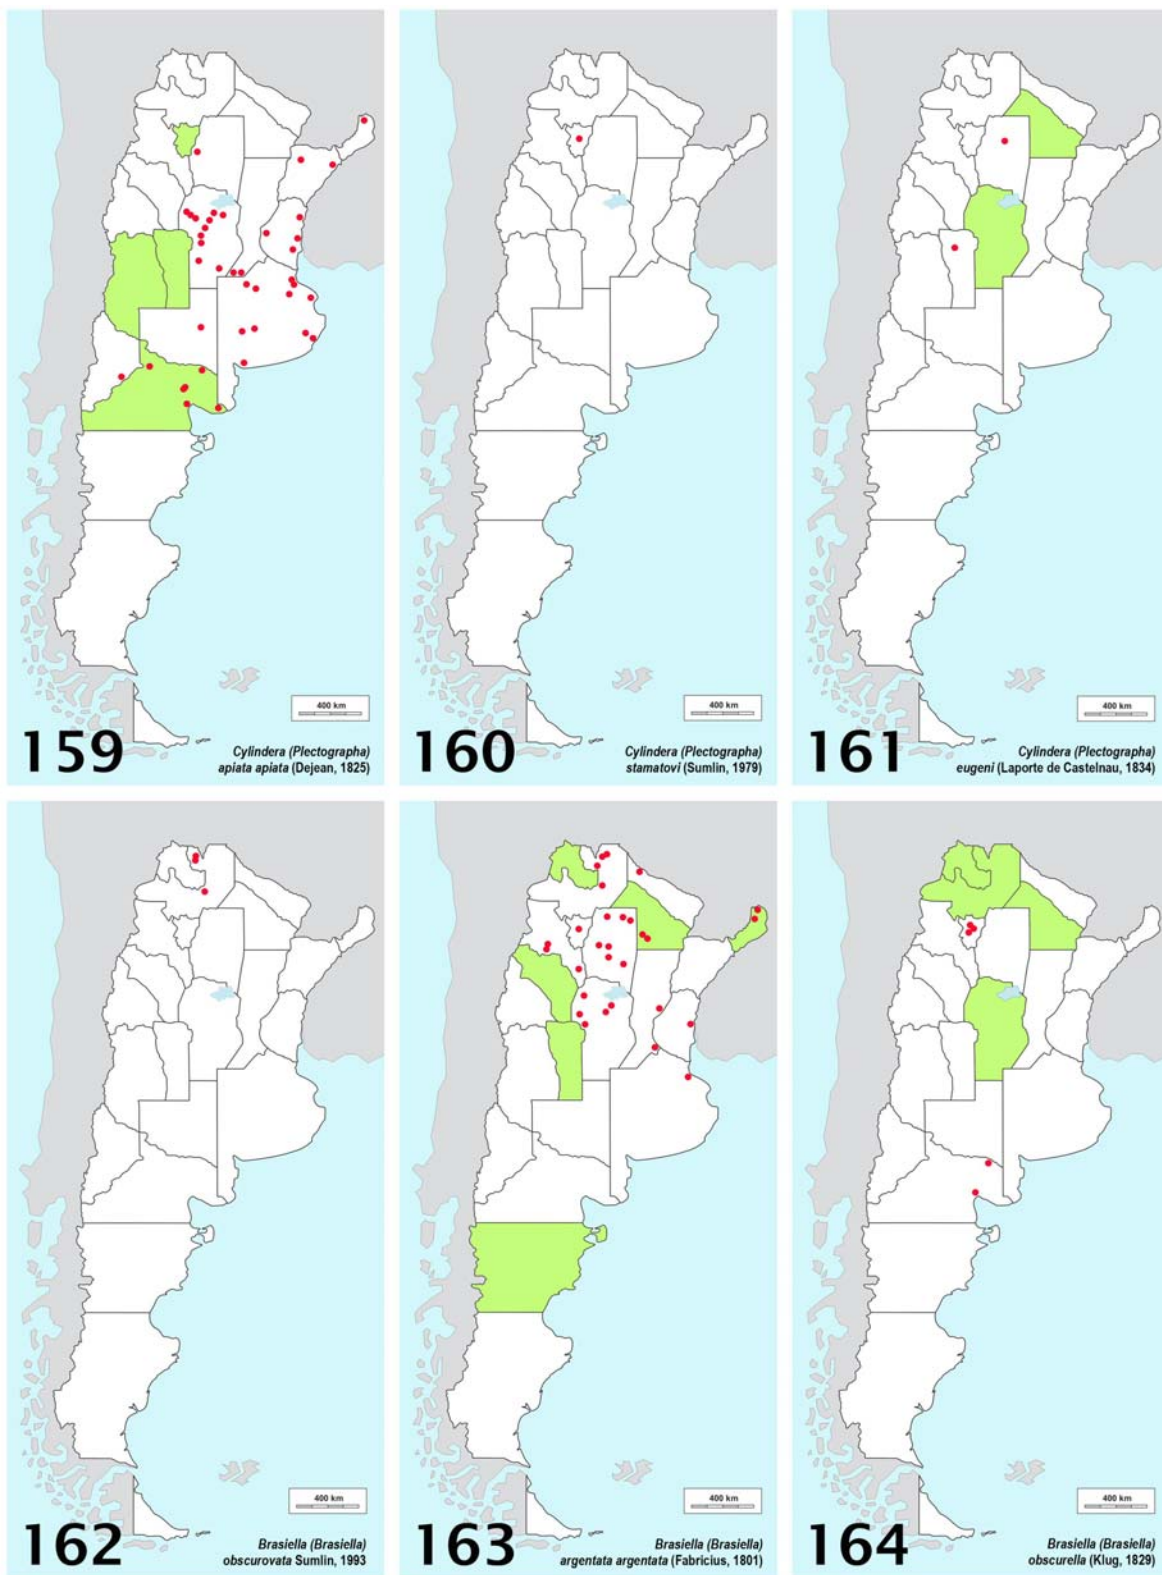 400 km
159
Cylindera (Plectographa)
apiata apiata (Dejean, 1825)
400 km
160
Cylindera (Plectographa)
stamatovi (Sumlin, 1979)
400 km
161
Cylindera (Plectographa)
eugeni (Laporte de Castelnau, 1834)
400 km
162
Brasiella (Brasiella)
obscurovata Sumlin, 1993
400 km
163
Brasiella (Brasiella)
argentata argentata (Fabricius, 1801)
400 km
164
Brasiella (Brasiella)
obscurella (Klug, 1829)